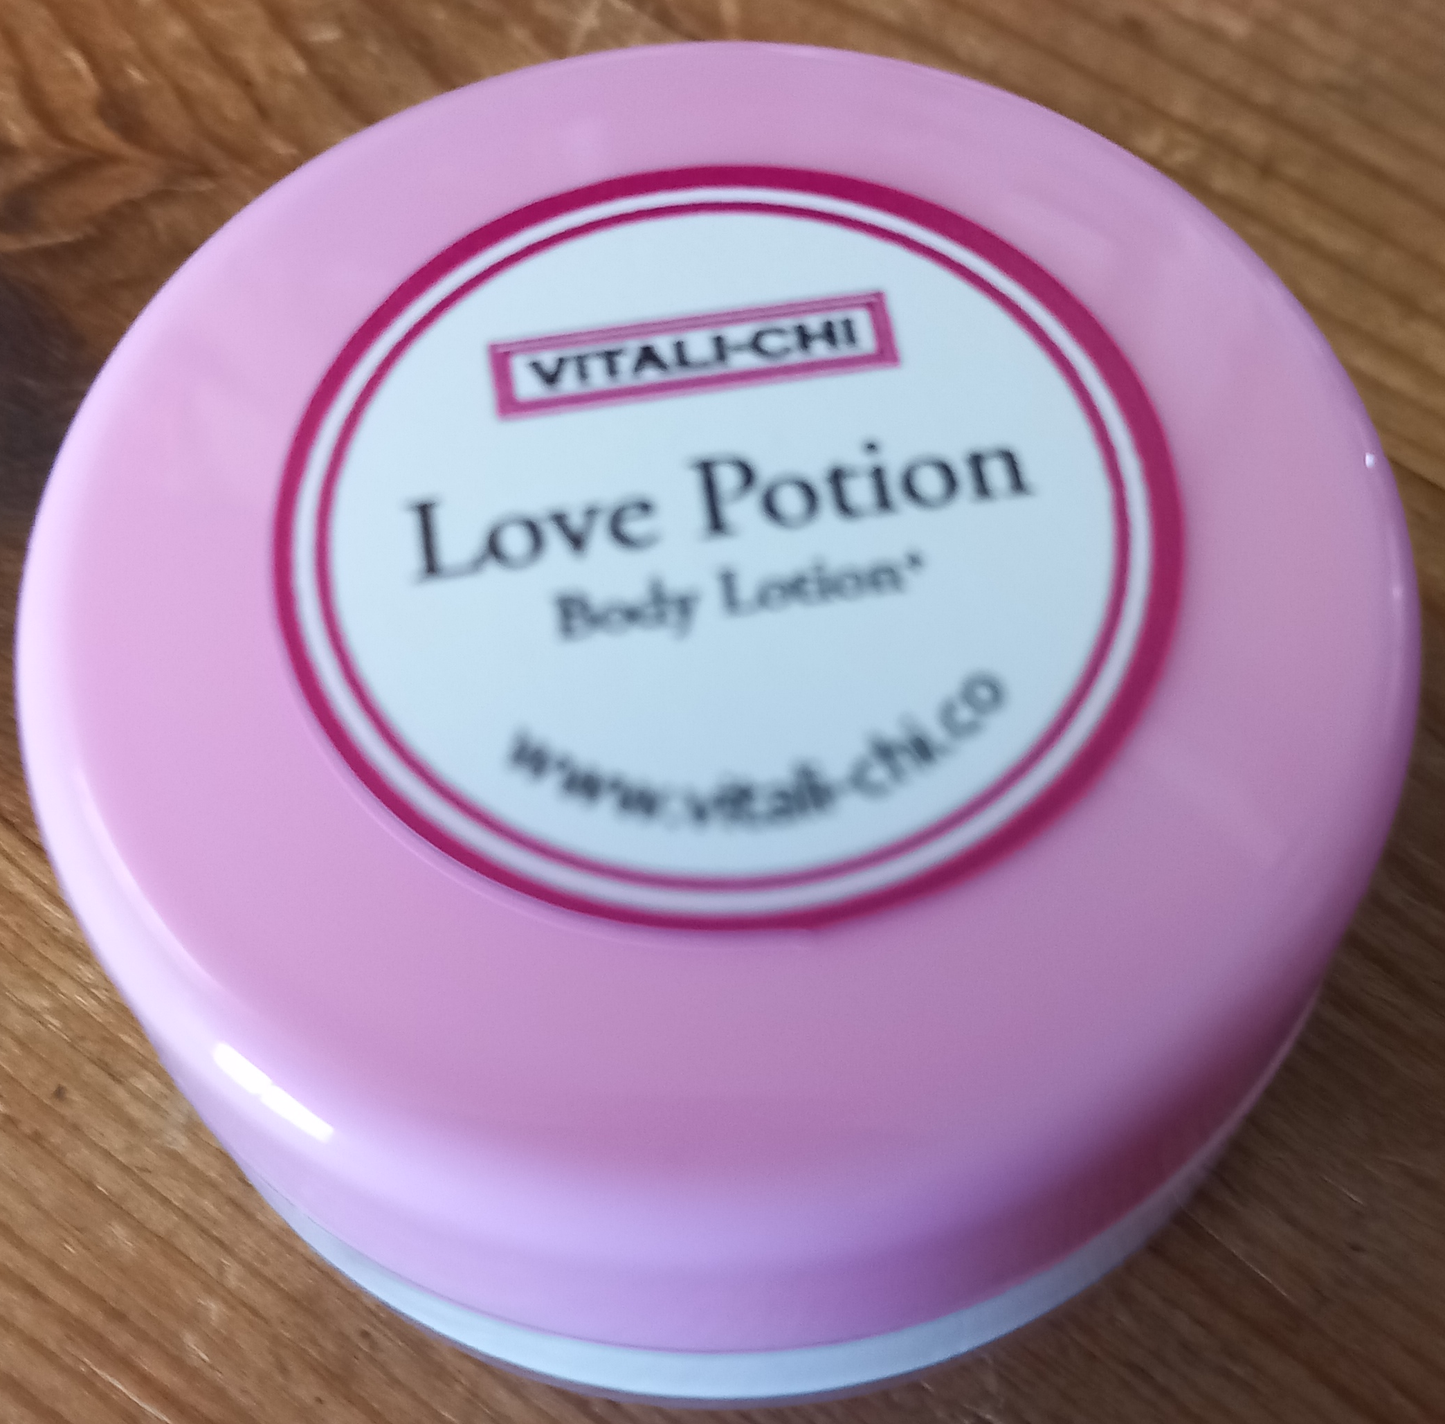 VITALI-CHI
Love Potion
Body Lotion*
www.vitali-chi.co